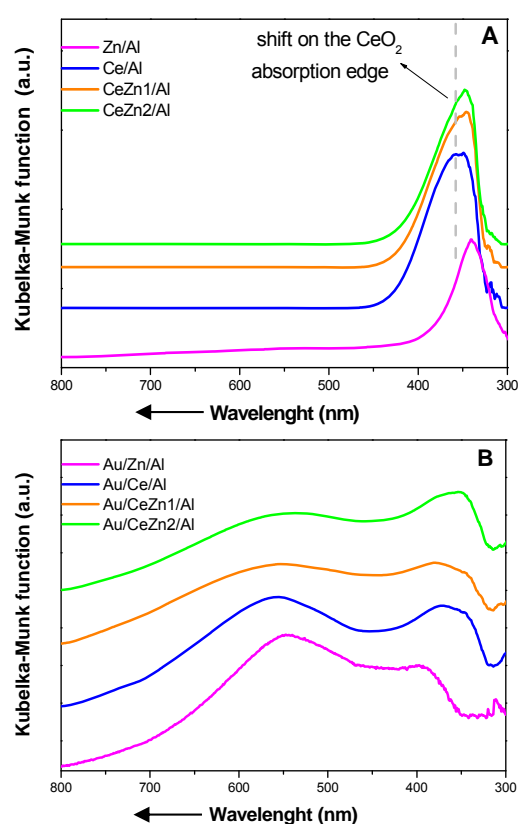 Kubelka-Munk function (a.u.)
Zn/Al
Ce/Al
CeZn1/Al
CeZn2/Al
shift on the CeO2
absorption edge
A
800 700 600 500 400 300
Wavelenght (nm)
Kubelka-Munk function (a.u.)
Au/Zn/Al
Au/Ce/Al
Au/CeZn1/Al
Au/CeZn2/Al
B
800 700 600 500 400 300
Wavelenght (nm)